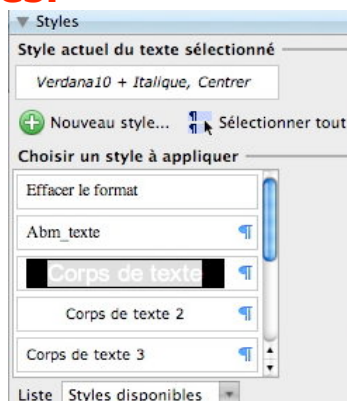 Styles
Style actuel du texte sélectionné
Verdana10 + Italique, Centrer
Nouveau style... Sélectionner tout
Choisir un style à appliquer
Effacer le format
Abm_texte ¶
Corps de texte ¶
Corps de texte 2 ¶
Corps de texte 3 ¶
Liste Styles disponibles